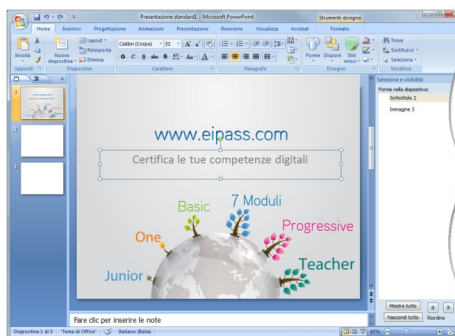 Presentazione standard1 - Microsoft PowerPoint
Strumenti disegno
Home
Inserisci
Progettazione
Animazioni
Presentazione
Revisione
Visualizza
Acrobat
Formato
Incolla
Nuova diapositiva
Layout
Reimposta
Elimina
Calibri (Corpo)
32
Forme
Disponi
Stili veloci
Trova
Sostituisci
Seleziona
Appunti
Diapositive
Carattere
Paragrafo
Disegno
Modifica
Selezione e visibilità
Forme nella diapositiva:
Sottotitolo 2
Immagine 3
www.eipass.com
Certifica le tue competenze digitali
Junior
One
Basic
7 Moduli
Progressive
Teacher
Fare clic per inserire le note
Mostra tutto
Nascondi tutto
Riordina
Diapositiva 1 di 3
"Tema di Office"
Italiano (Italia)
67%